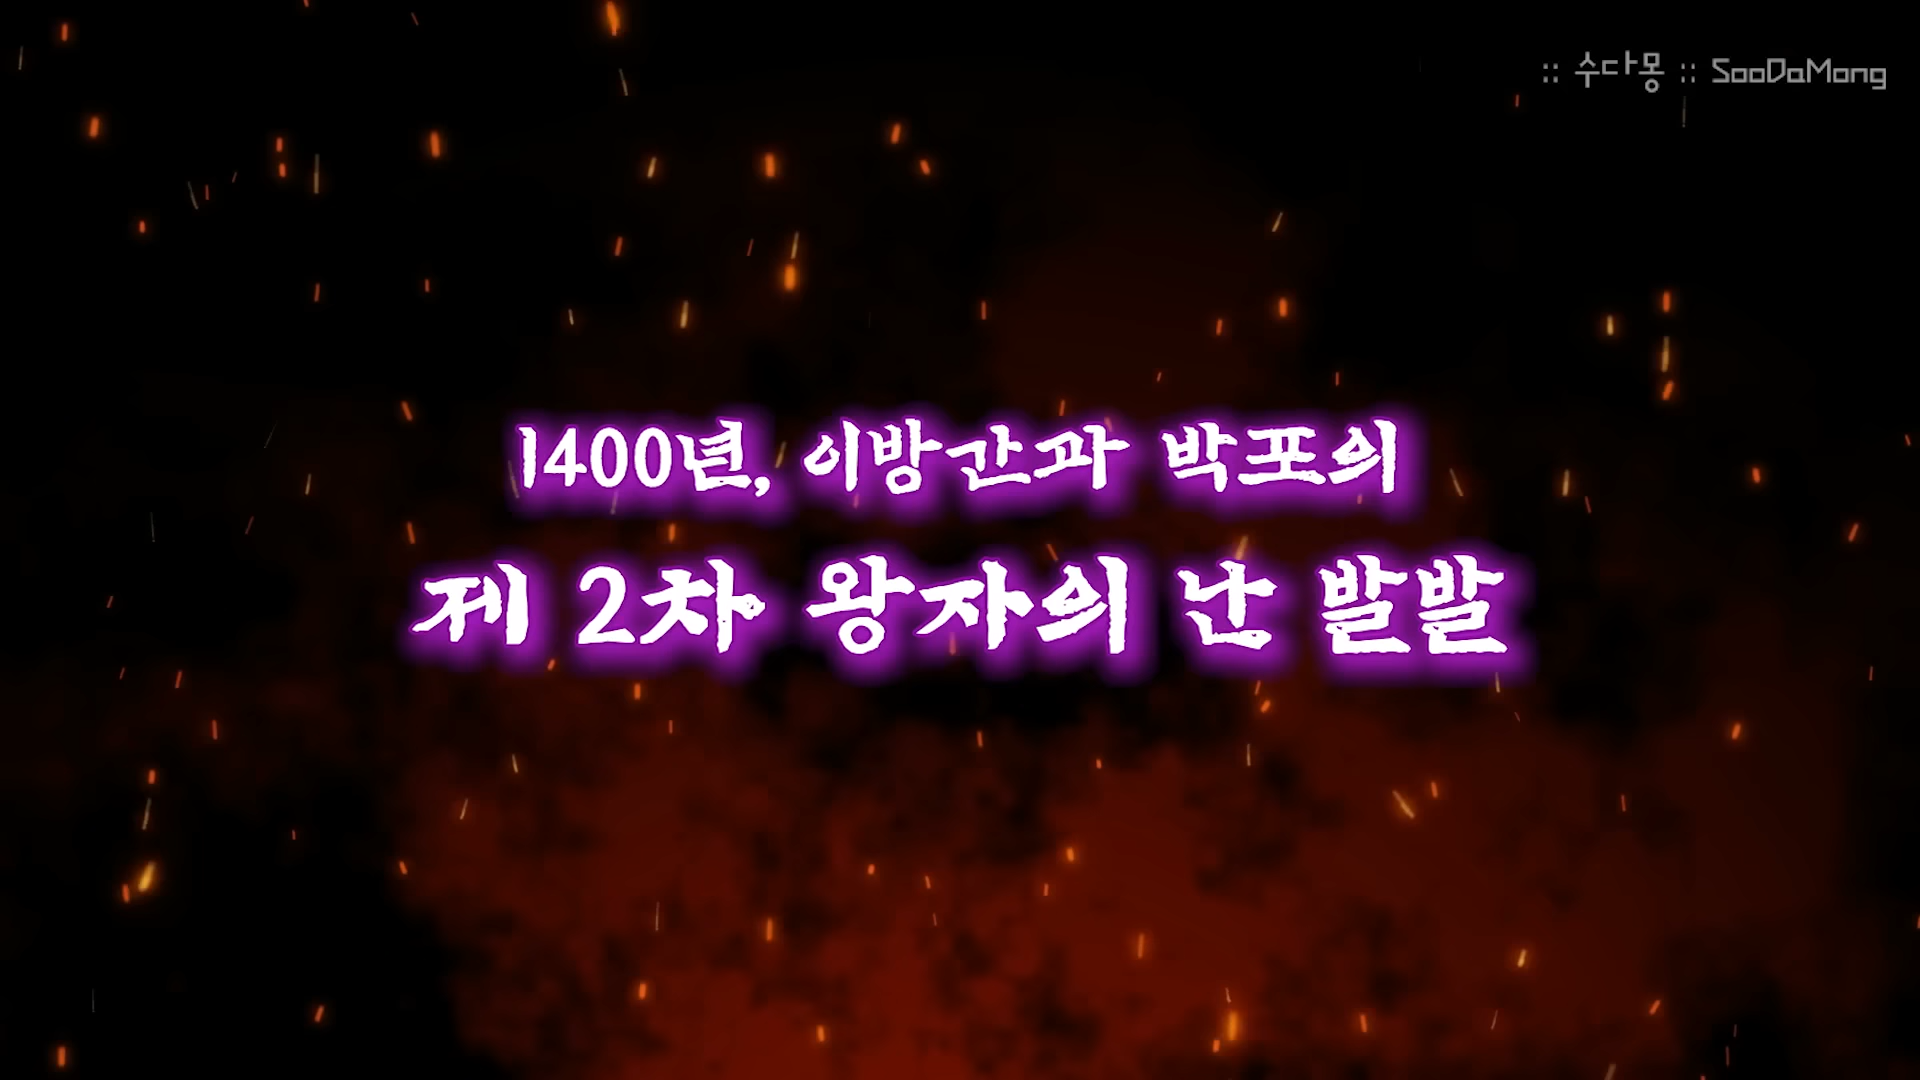 :: 수다몽 :: SooDaMong
1400년, 이방간과 박포의
제 2차 왕자의 난 발발